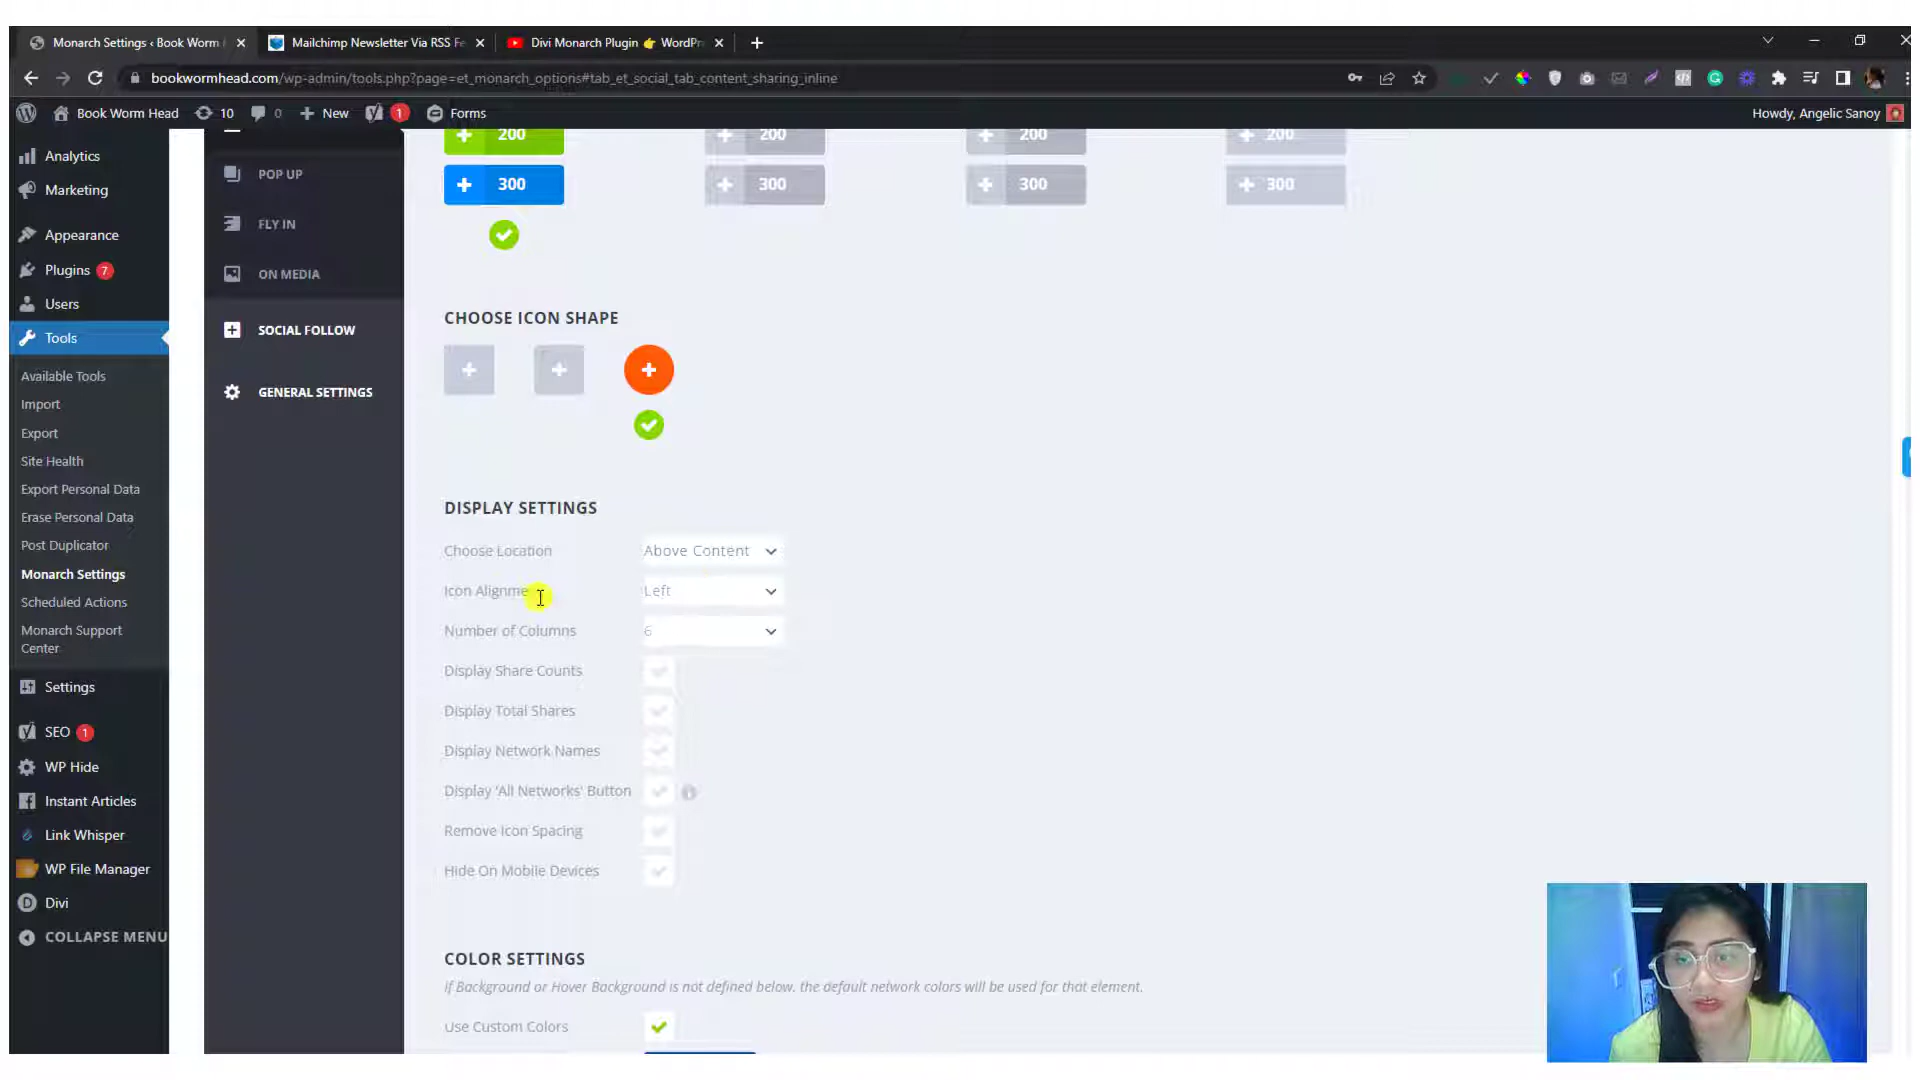 Monarch Settings ‹ Book Worm
Mailchimp Newsletter Via RSS Fe
Divi Monarch Plugin 👉 WordPr
bookwormhead.com/wp-admin/tools.php?page=et_monarch_options#tab_et_social_tab_content_sharing_inline
Book Worm Head
10
0
New
1
Forms
Howdy, Angelic Sanoy
Analytics
Marketing
Appearance
Plugins 7
Users
Tools
Available Tools
Import
Export
Site Health
Export Personal Data
Erase Personal Data
Post Duplicator
Monarch Settings
Scheduled Actions
Monarch Support
Center
Settings
SEO 1
WP Hide
Instant Articles
Link Whisper
WP File Manager
Divi
COLLAPSE MENU
POP UP
FLY IN
ON MEDIA
SOCIAL FOLLOW
GENERAL SETTINGS
200 200 200 200
300 300 300 300
CHOOSE ICON SHAPE
DISPLAY SETTINGS
Choose Location Above Content
Icon Alignme Left
Number of Columns 6
Display Share Counts
Display Total Shares
Display Network Names
Display 'All Networks' Button
Remove Icon Spacing
Hide On Mobile Devices
COLOR SETTINGS
If Background or Hover Background is not defined below, the default network colors will be used for that element.
Use Custom Colors